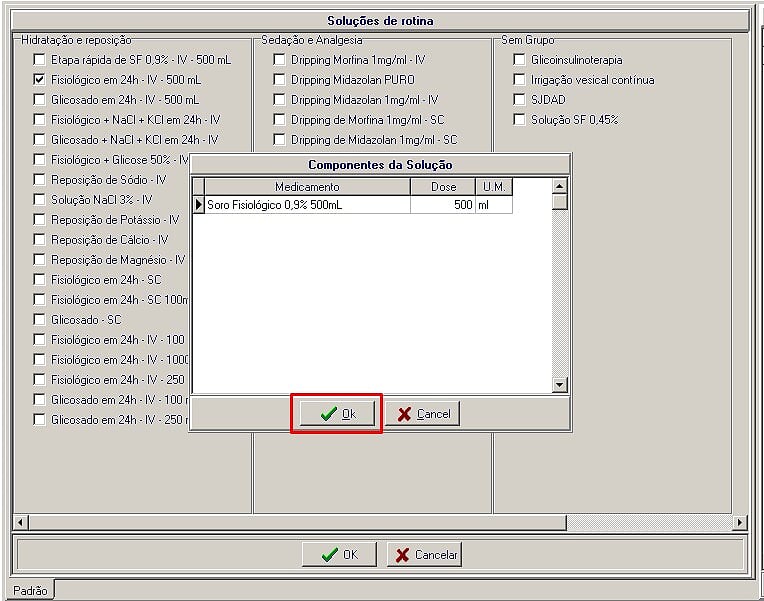 Soluções de rotina
Hidratação e reposição
Etapa rápida de SF 0,9% - IV - 500 mL
Fisiológico em 24h - IV - 500 mL
Glicosado em 24h - IV - 500 mL
Fisiológico + NaCl + KCl em 24h - IV
Glicosado + NaCl + KCl em 24h - IV
Fisiológico + Glicose 50% - IV
Reposição de Sódio - IV
Solução NaCl 3% - IV
Reposição de Potássio - IV
Reposição de Cálcio - IV
Reposição de Magnésio - IV
Fisiológico em 24h - SC
Fisiológico em 24h - SC 100m
Glicosado - SC
Fisiológico em 24h - IV - 100
Fisiológico em 24h - IV - 1000
Fisiológico em 24h - IV - 250
Glicosado em 24h - IV - 100 m
Glicosado em 24h - IV - 250 m
Sedação e Analgesia
Dripping Morfina 1mg/ml - IV
Dripping Midazolan PURO
Dripping Midazolan 1mg/ml - IV
Dripping de Morfina 1mg/ml - SC
Dripping de Midazolan 1mg/ml - SC
Sem Grupo
Glicoinsulinoterapia
Irrigação vesical contínua
SJDAD
Solução SF 0,45%
Componentes da Solução
Medicamento Dose U.M.
Soro Fisiológico 0,9% 500mL 500 ml
Ok Cancel
OK Cancelar
Padrão